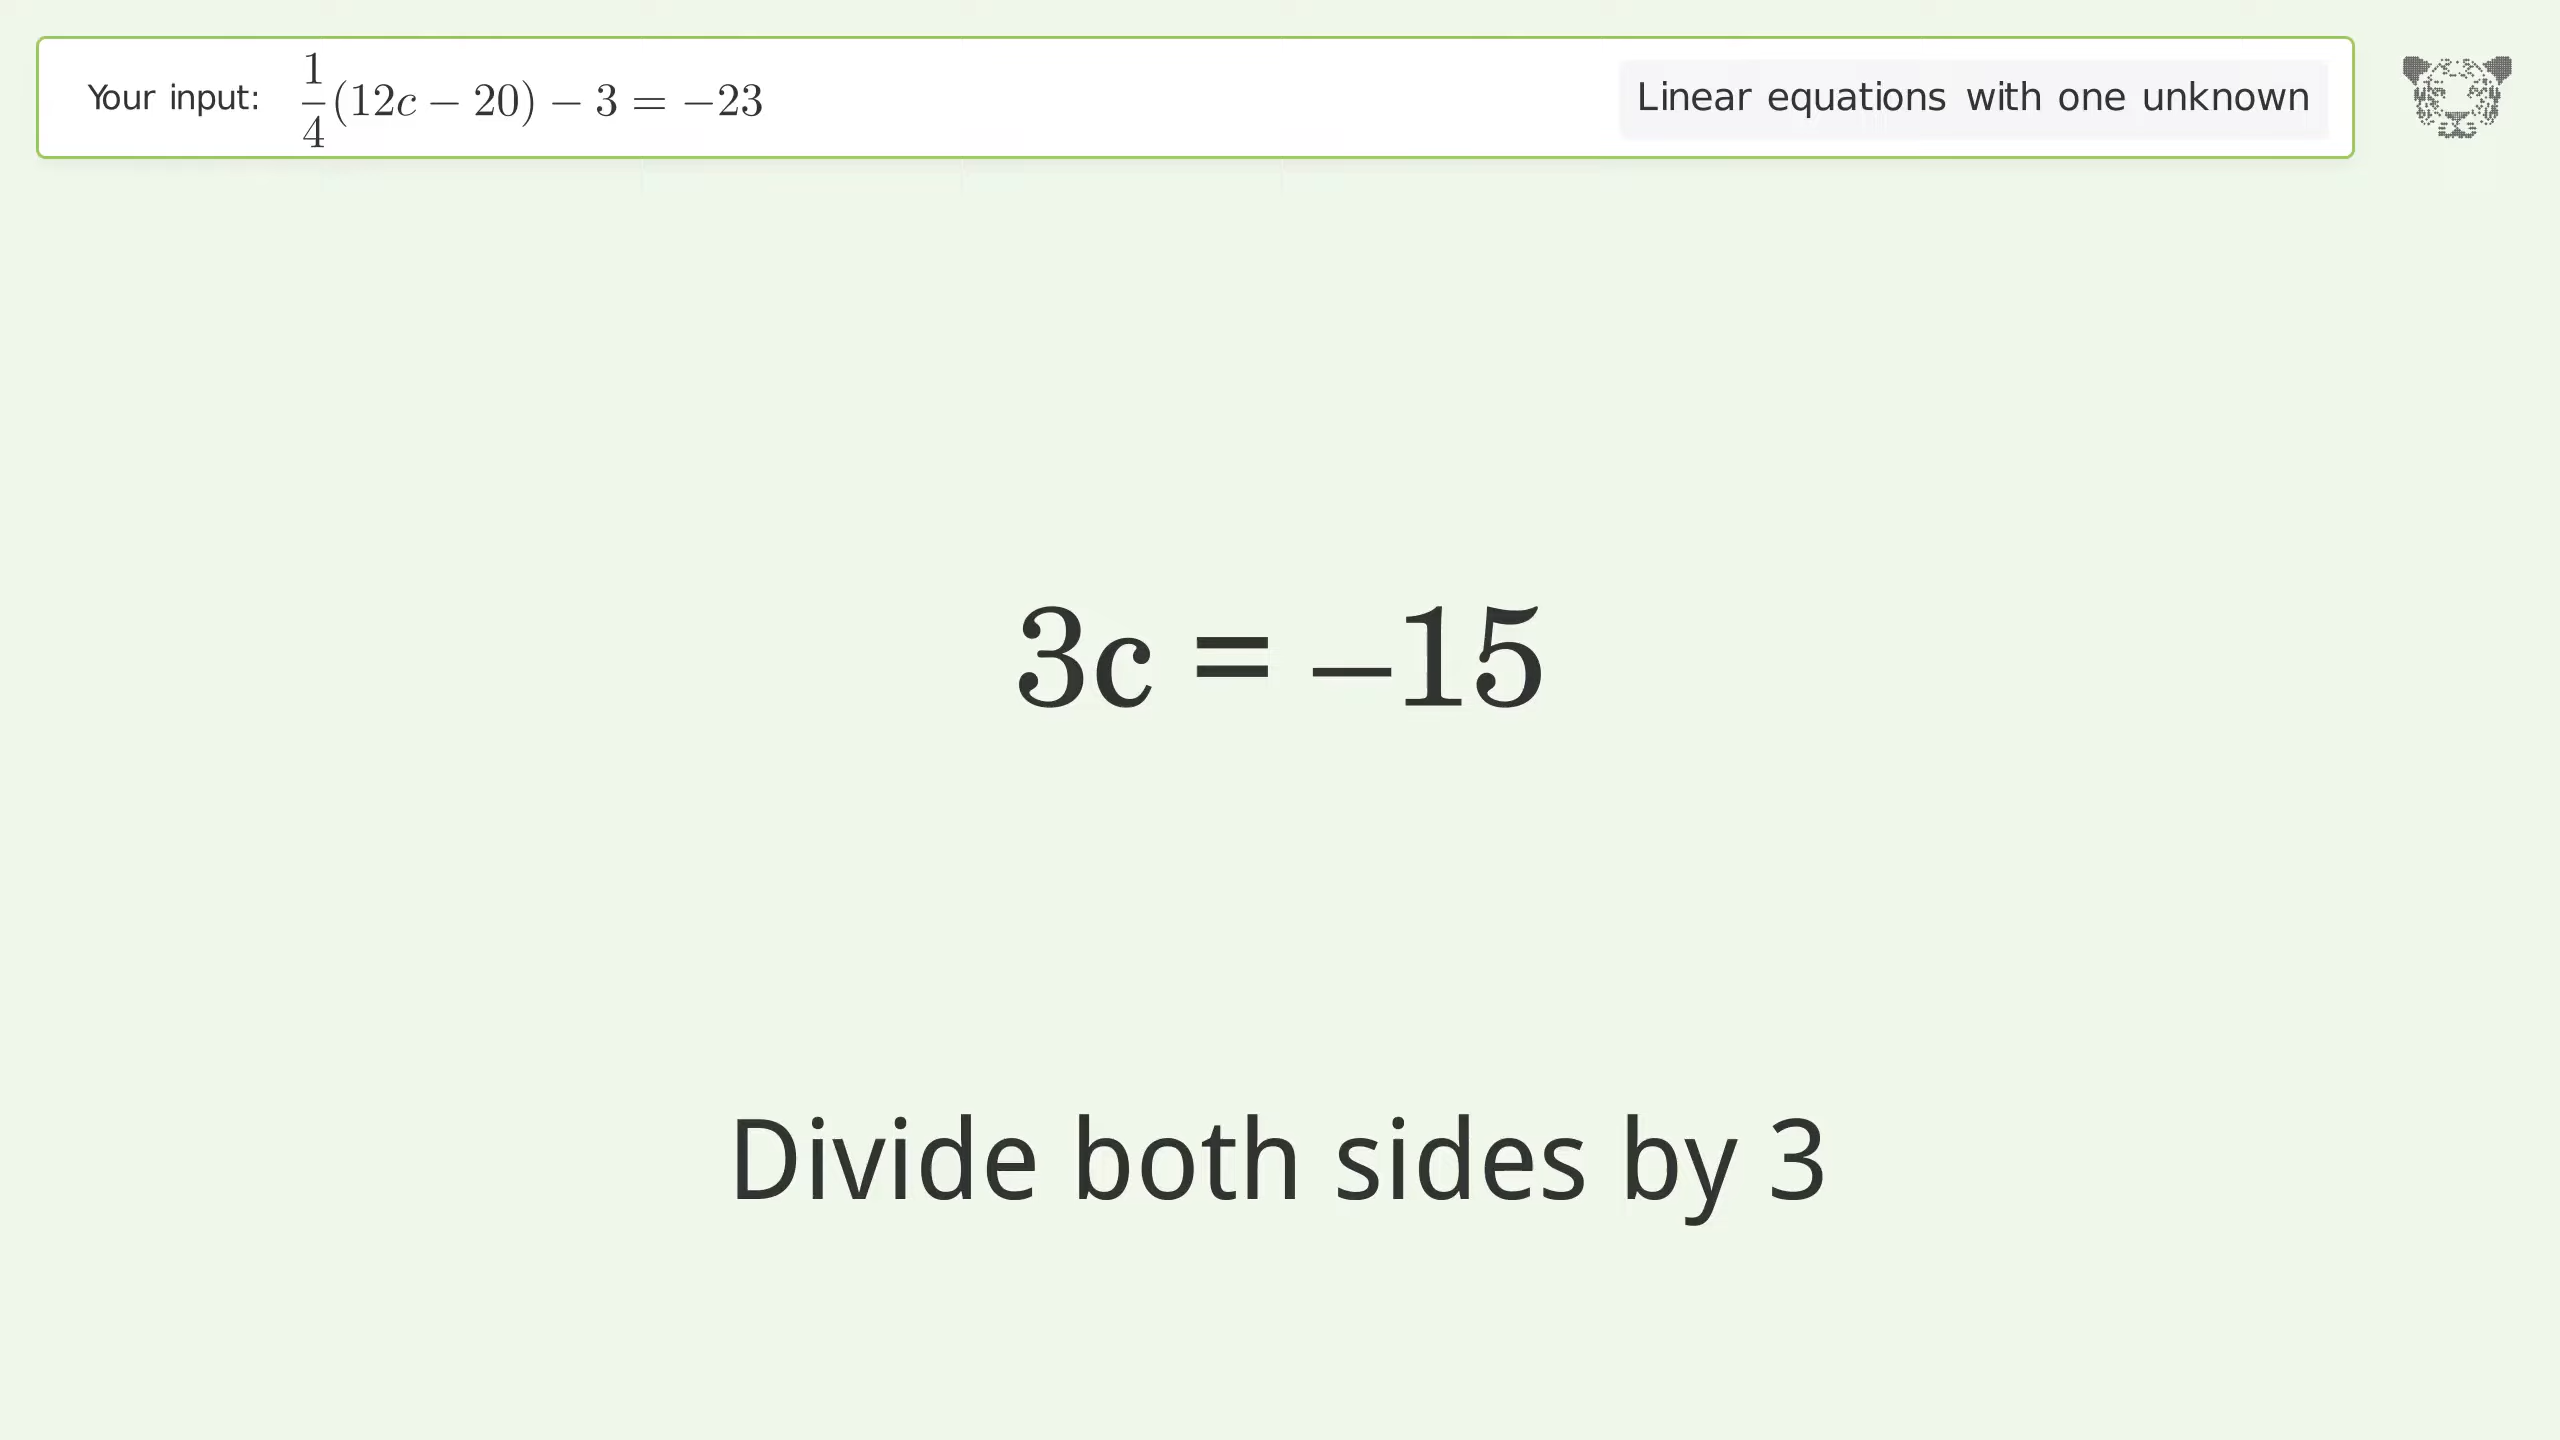 Your input: \frac{1}{4}(12c − 20) − 3 = −23
Linear equations with one unknown
3c = −15
Divide both sides by 3